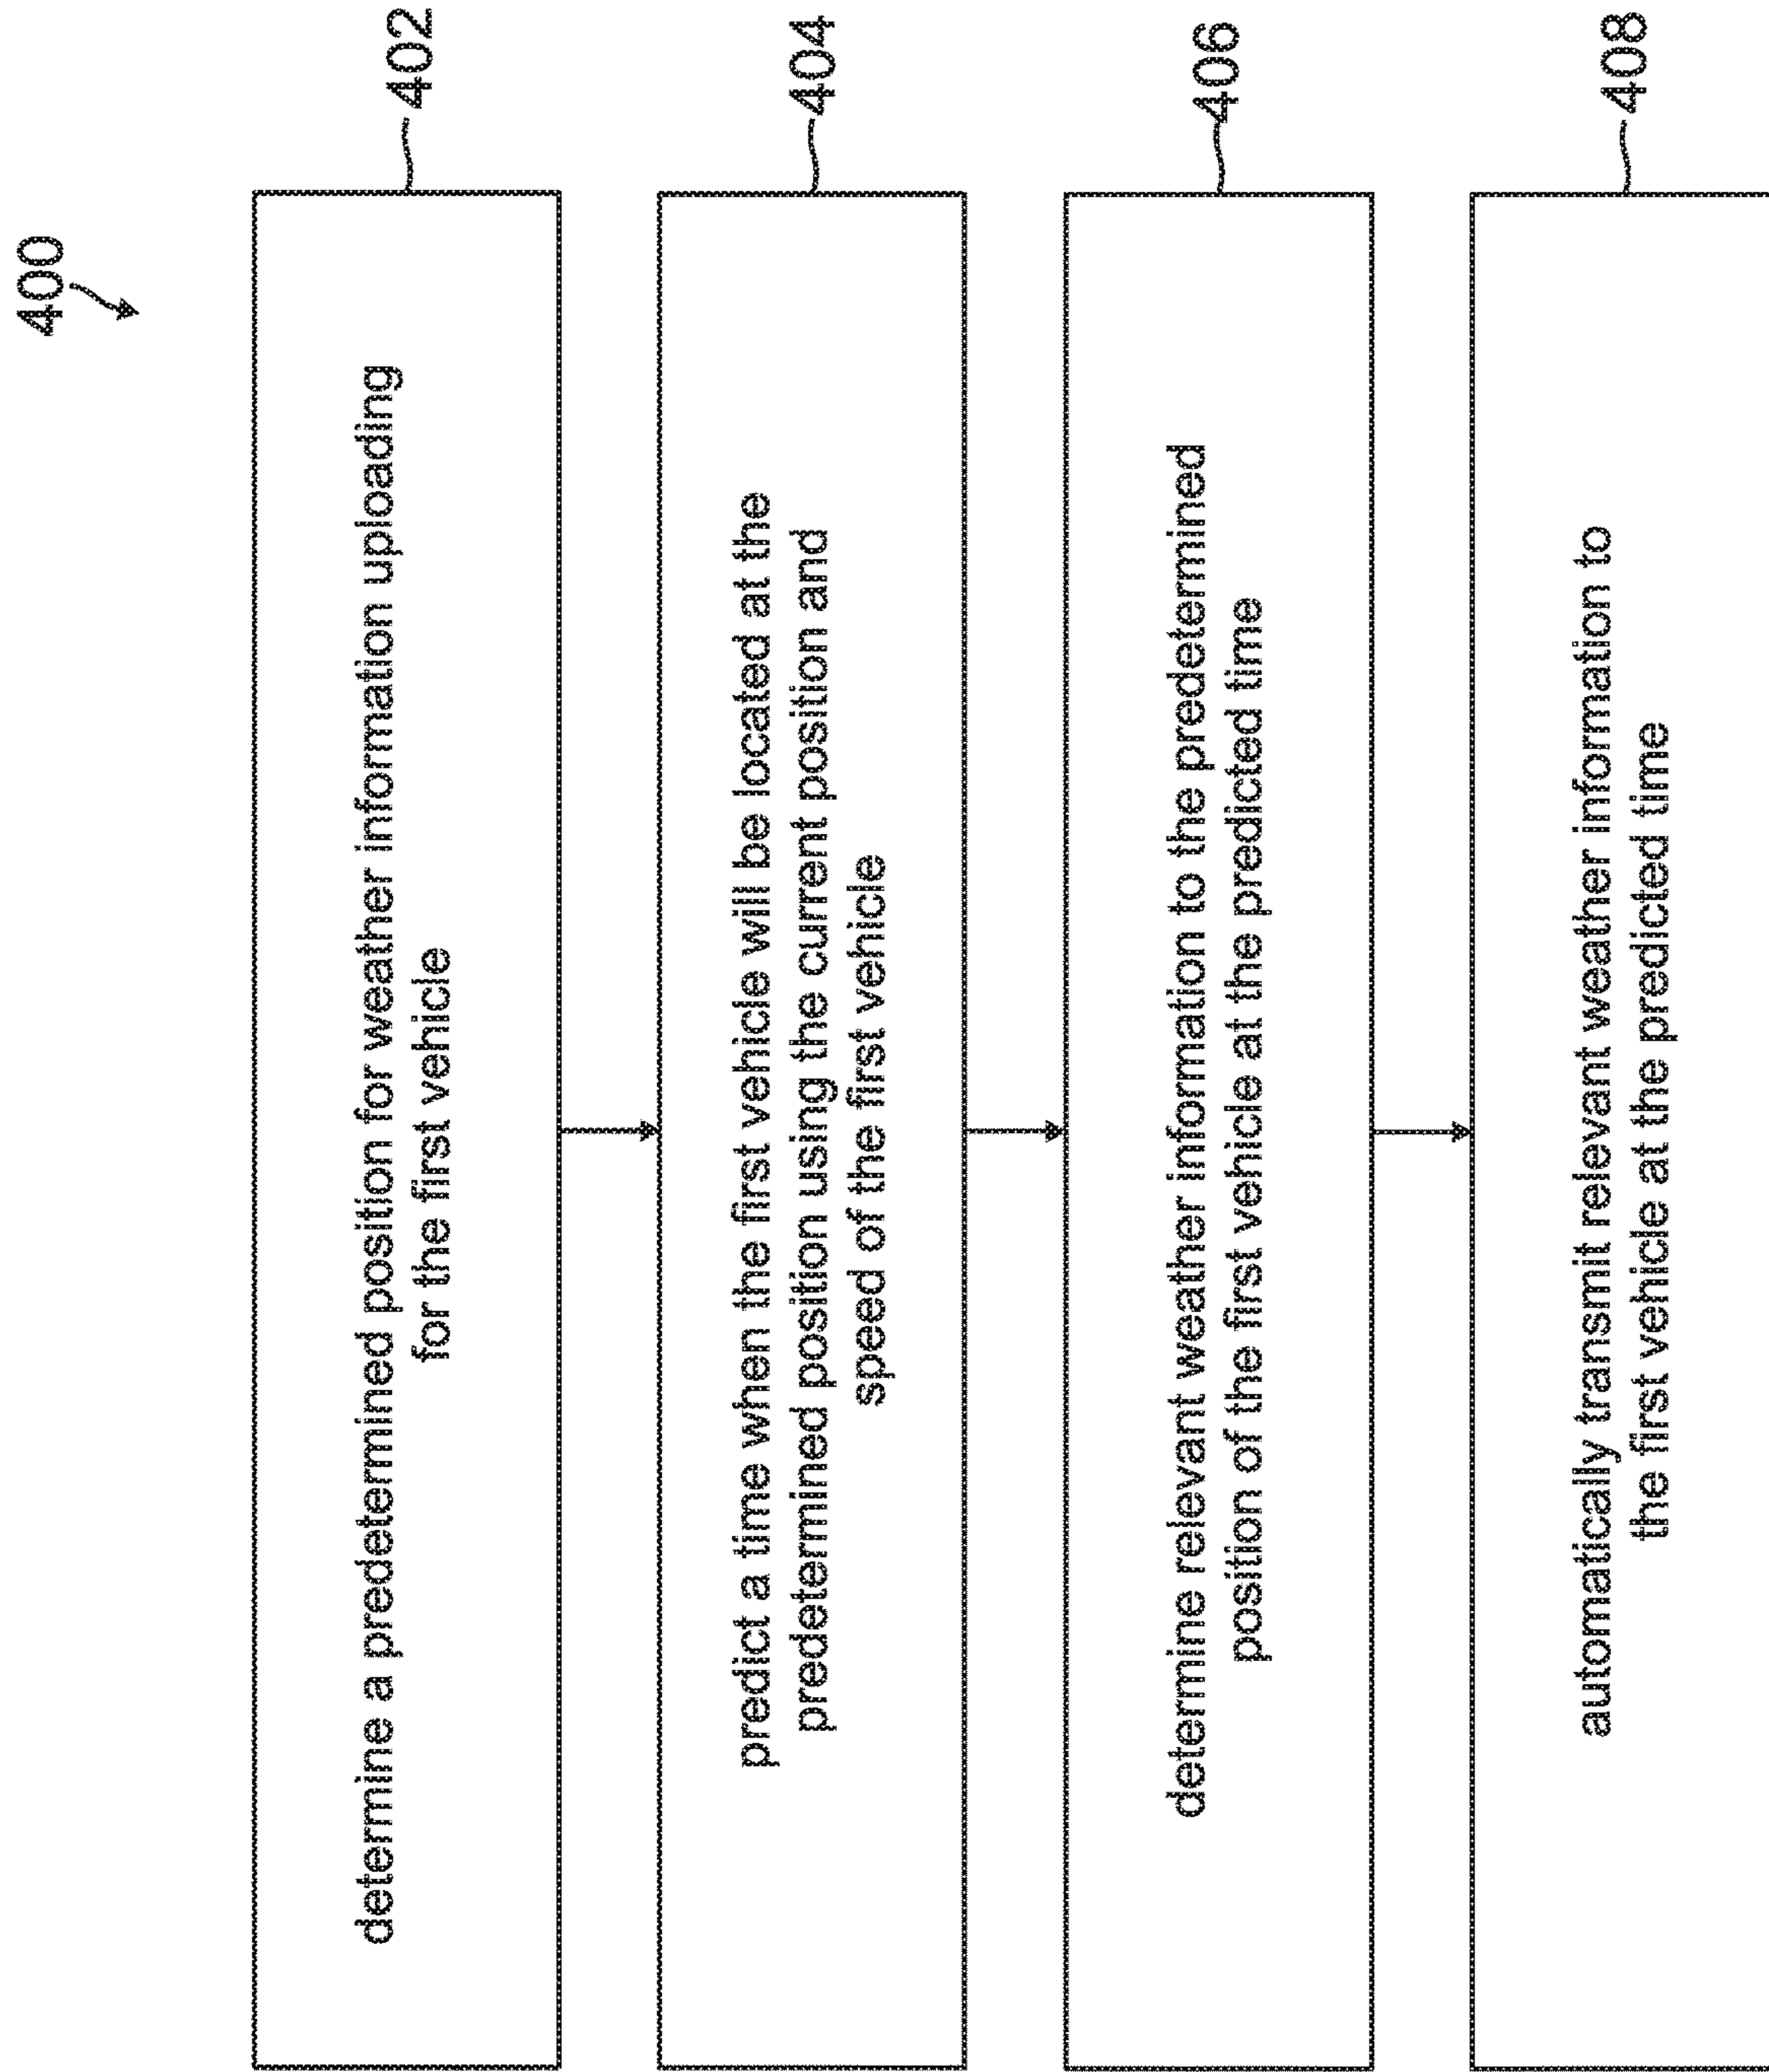 400
determine a predetermined position for weather information uploading
for the first vehicle
402
predict a time when the first vehicle will be located at the
predetermined position using the current position and
speed of the first vehicle
404
determine relevant weather information to the predetermined
position of the first vehicle at the predicted time
406
automatically transmit relevant weather information to
the first vehicle at the predicted time
408